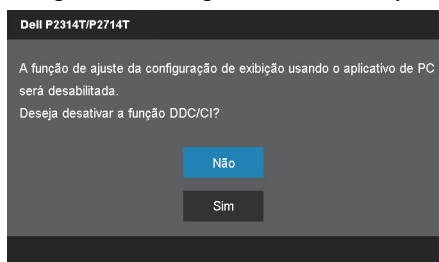 Dell P2314T/P2714T
A função de ajuste da configuração de exibição usando o aplicativo de PC
será desabilitada.
Deseja desativar a função DDC/CI?
Não
Sim